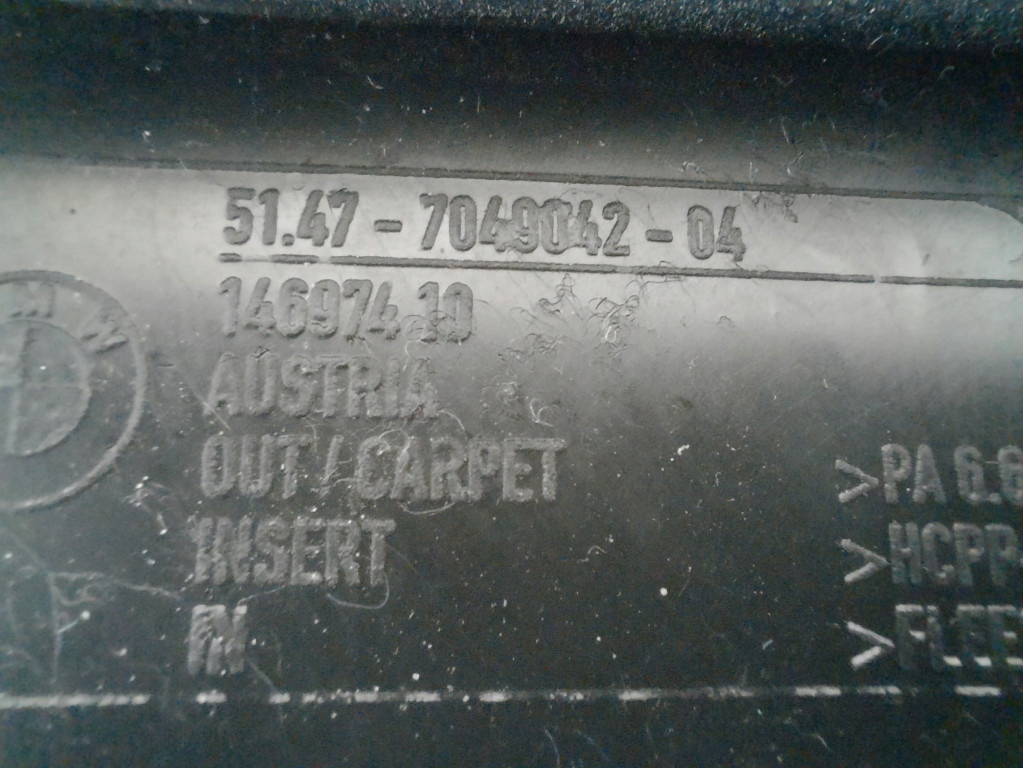 51.47 - 7049042 - 04
146974.10
AUSTRIA
OUT / CARPET
INSERT
IN
>PA 6.6
>HCPP